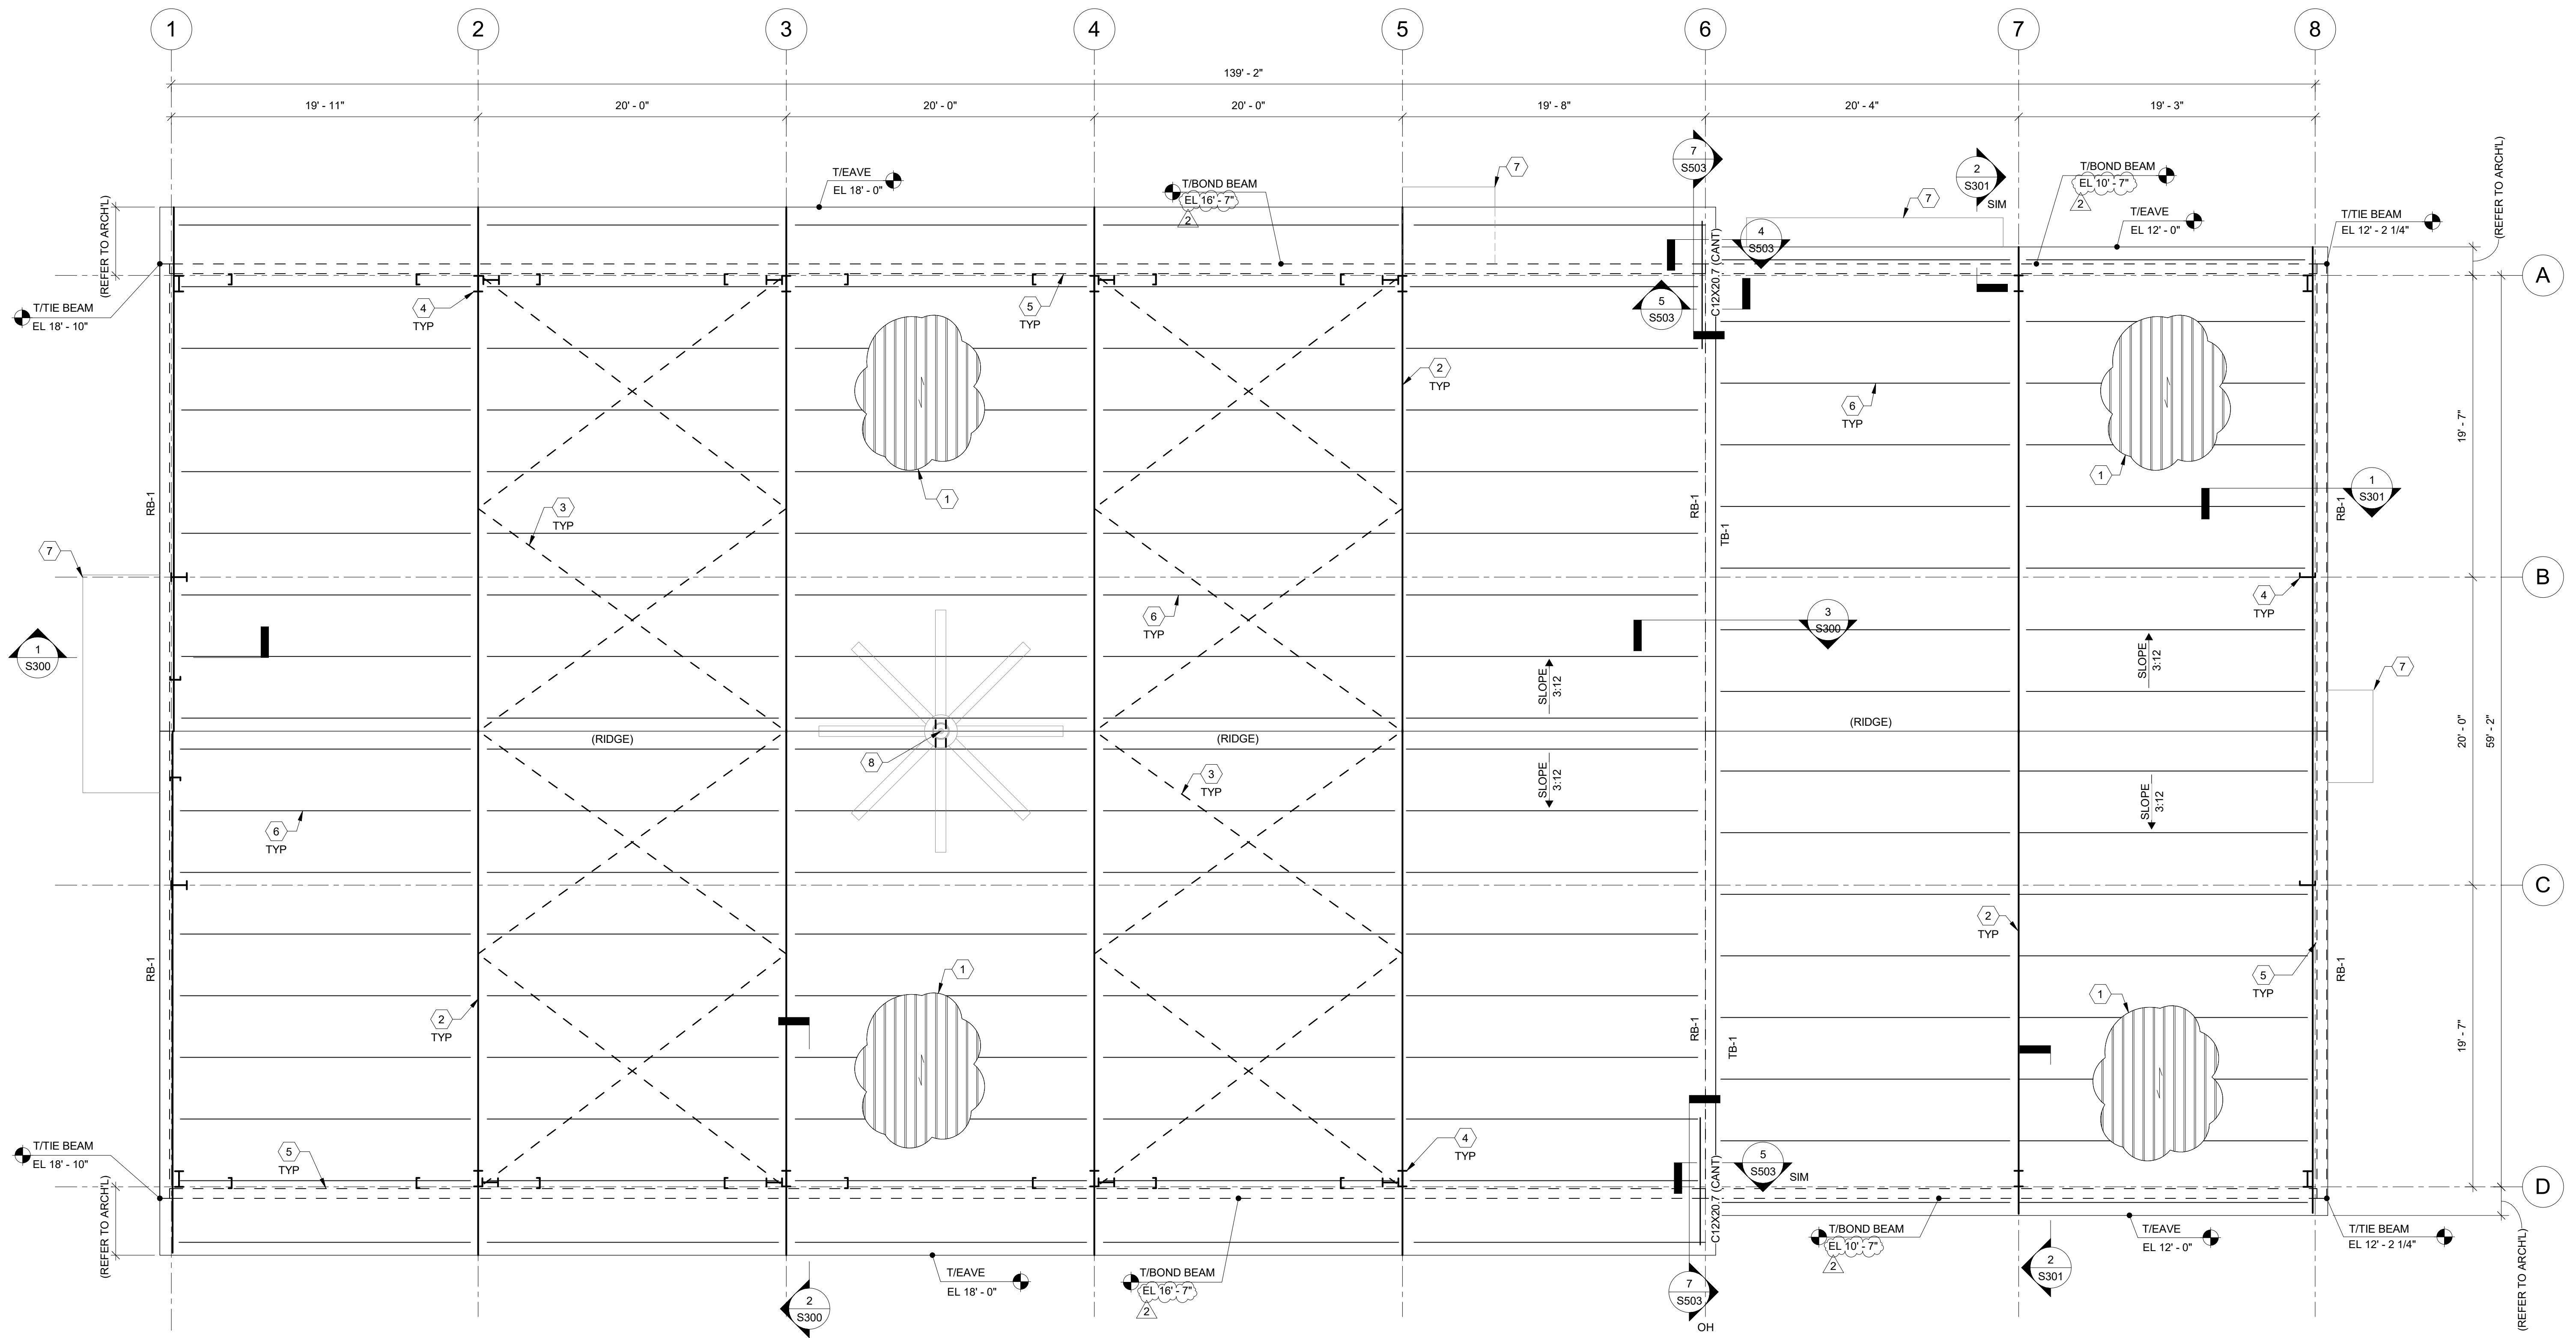 1
2
3
4
5
6
7
8
139' - 2"
19' - 11"
20' - 0"
20' - 0"
20' - 0"
19' - 8"
20' - 4"
19' - 3"
7
S503
2
S301
SIM
7
7
T/EAVE
EL 18' - 0"
T/BOND BEAM
EL 16' - 7"
2
T/BOND BEAM
EL 10' - 7"
2
T/EAVE
EL 12' - 0"
T/TIE BEAM
EL 12' - 2 1/4"
(REFER TO ARCH'L)
(REFER TO ARCH'L)
4
S503
C12X20.7 (CANT)
5
S503
A
T/TIE BEAM
EL 18' - 10"
4
TYP
5
TYP
2
TYP
6
TYP
19' - 7"
1
1
1
S301
RB-1
3
TYP
RB-1
TB-1
RB-1
7
B
6
TYP
3
S300
4
TYP
1
S300
SLOPE
3:12
SLOPE
3:12
7
(RIDGE)
(RIDGE)
(RIDGE)
20' - 0"
59' - 2"
8
3
TYP
SLOPE
3:12
SLOPE
3:12
6
TYP
C
2
TYP
RB-1
1
RB-1
5
TYP
1
2
TYP
RB-1
TB-1
19' - 7"
T/TIE BEAM
EL 18' - 10"
5
TYP
4
TYP
5
S503
SIM
C12X20.7 (CANT)
D
(REFER TO ARCH'L)
T/EAVE
EL 18' - 0"
T/BOND BEAM
EL 16' - 7"
2
T/BOND BEAM
EL 10' - 7"
2
T/EAVE
EL 12' - 0"
T/TIE BEAM
EL 12' - 2 1/4"
(REFER TO ARCH'L)
2
S300
7
S503
OH
2
S301